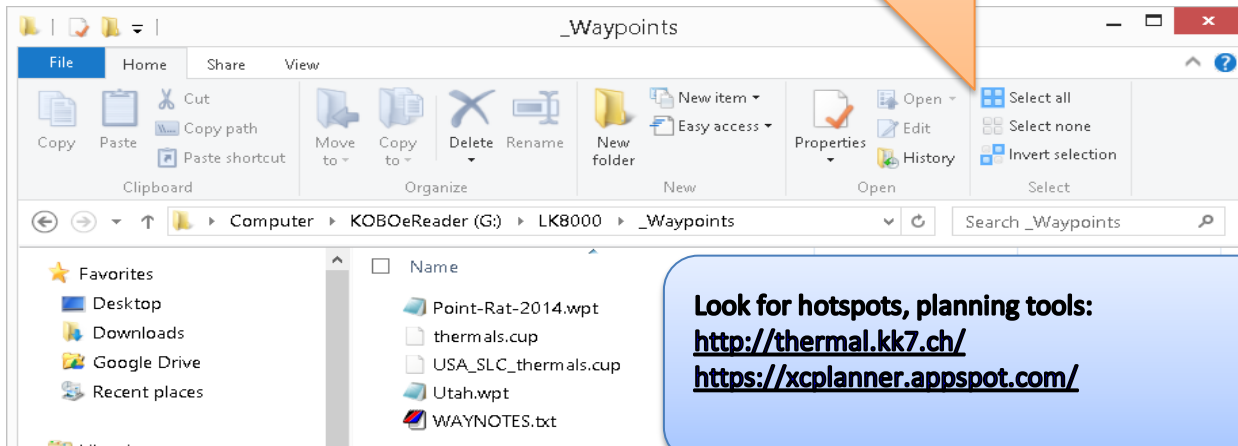 _Waypoints
File Home Share View
Copy
Paste
Cut
Copy path
Paste shortcut
Clipboard
Move to
Copy to
Delete
Rename
Organize
New folder
New item
Easy access
New
Properties
Open
Edit
History
Open
Select all
Select none
Invert selection
Select
Computer KOBOeReader (G:) LK8000 _Waypoints
Search _Waypoints
Favorites
Desktop
Downloads
Google Drive
Recent places
Name
Point-Rat-2014.wpt
thermals.cup
USA_SLC_thermals.cup
Utah.wpt
WAYNOTES.txt
Look for hotspots, planning tools:
http://thermal.kk7.ch/
https://xcplanner.appspot.com/